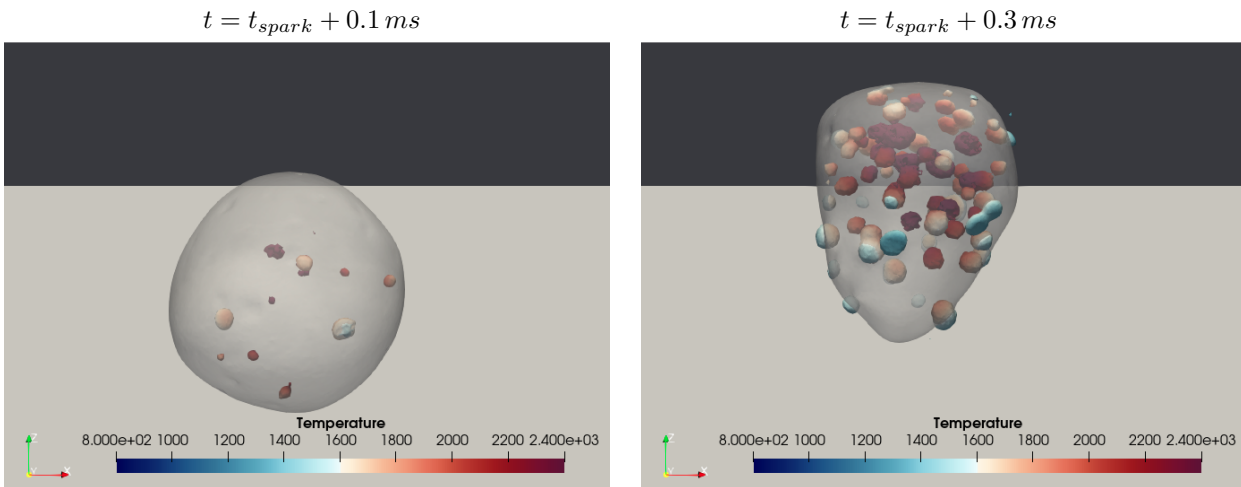 t = t_spark + 0.1 ms
t = t_spark + 0.3 ms
Temperature
8.000e+02 1000 1200 1400 1600 1800 2000 2200 2.400e+03
Z
Y
X
Temperature
8.000e+02 1000 1200 1400 1600 1800 2000 2200 2.400e+03
Z
Y
X